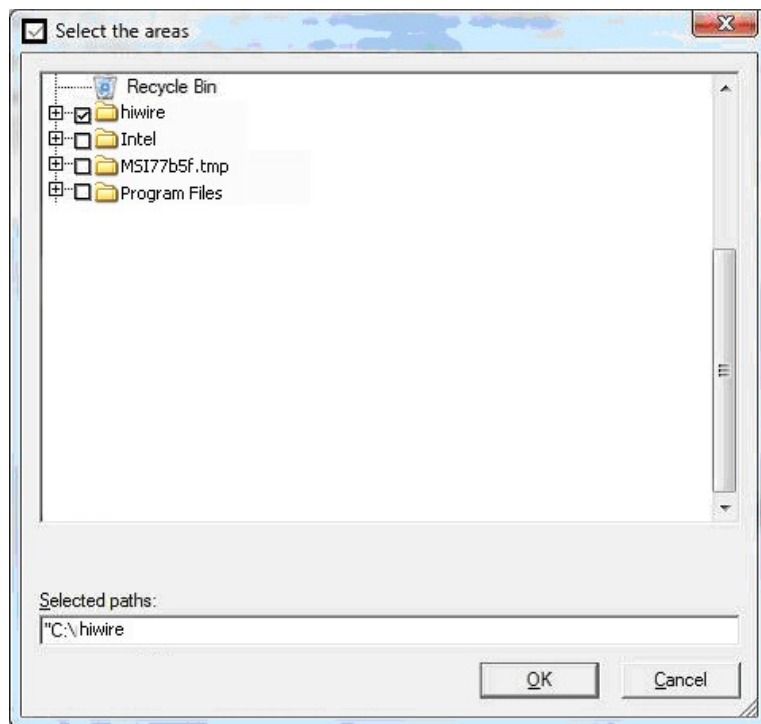 Select the areas
Recycle Bin
hiwire
Intel
MSI77b5f.tmp
Program Files
Selected paths:
"C:\hiwire
OK
Cancel